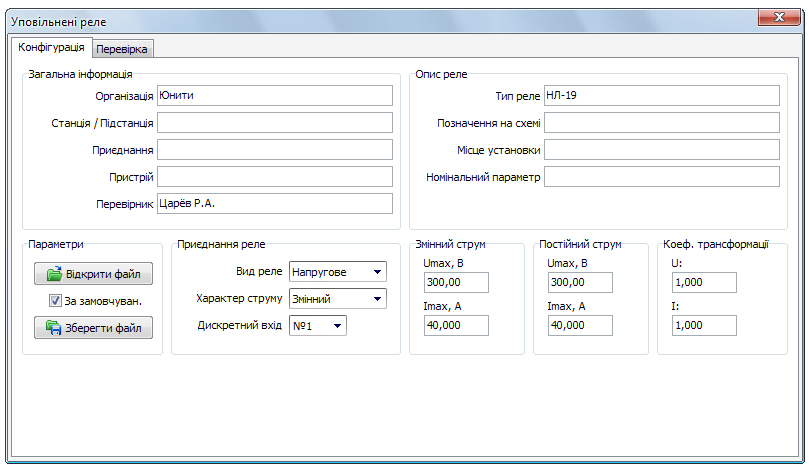 Уповільнені реле
Конфігурація Перевірка
Загальна інформація
Організація Юнити
Станція / Підстанція
Приєднання
Пристрій
Перевірник Царёв Р.А.
Опис реле
Тип реле НЛ-19
Позначення на схемі
Місце установки
Номінальний параметр
Параметри
Відкрити файл
За замовчуван.
Зберегти файл
Приєднання реле
Вид реле Напругове
Характер струму Змінний
Дискретний вхід №1
Змінний струм
Umax, В
300,00
Imax, А
40,000
Постійний струм
Umax, В
300,00
Imax, А
40,000
Коеф. трансформації
U:
1,000
I:
1,000